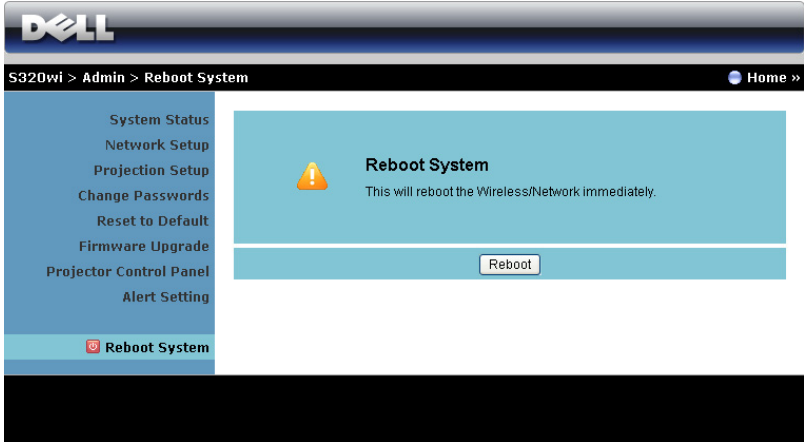 DELL
S320wi > Admin > Reboot System
Home »
System Status
Network Setup
Projection Setup
Change Passwords
Reset to Default
Firmware Upgrade
Projector Control Panel
Alert Setting
Reboot System
Reboot System
This will reboot the Wireless/Network immediately.
Reboot